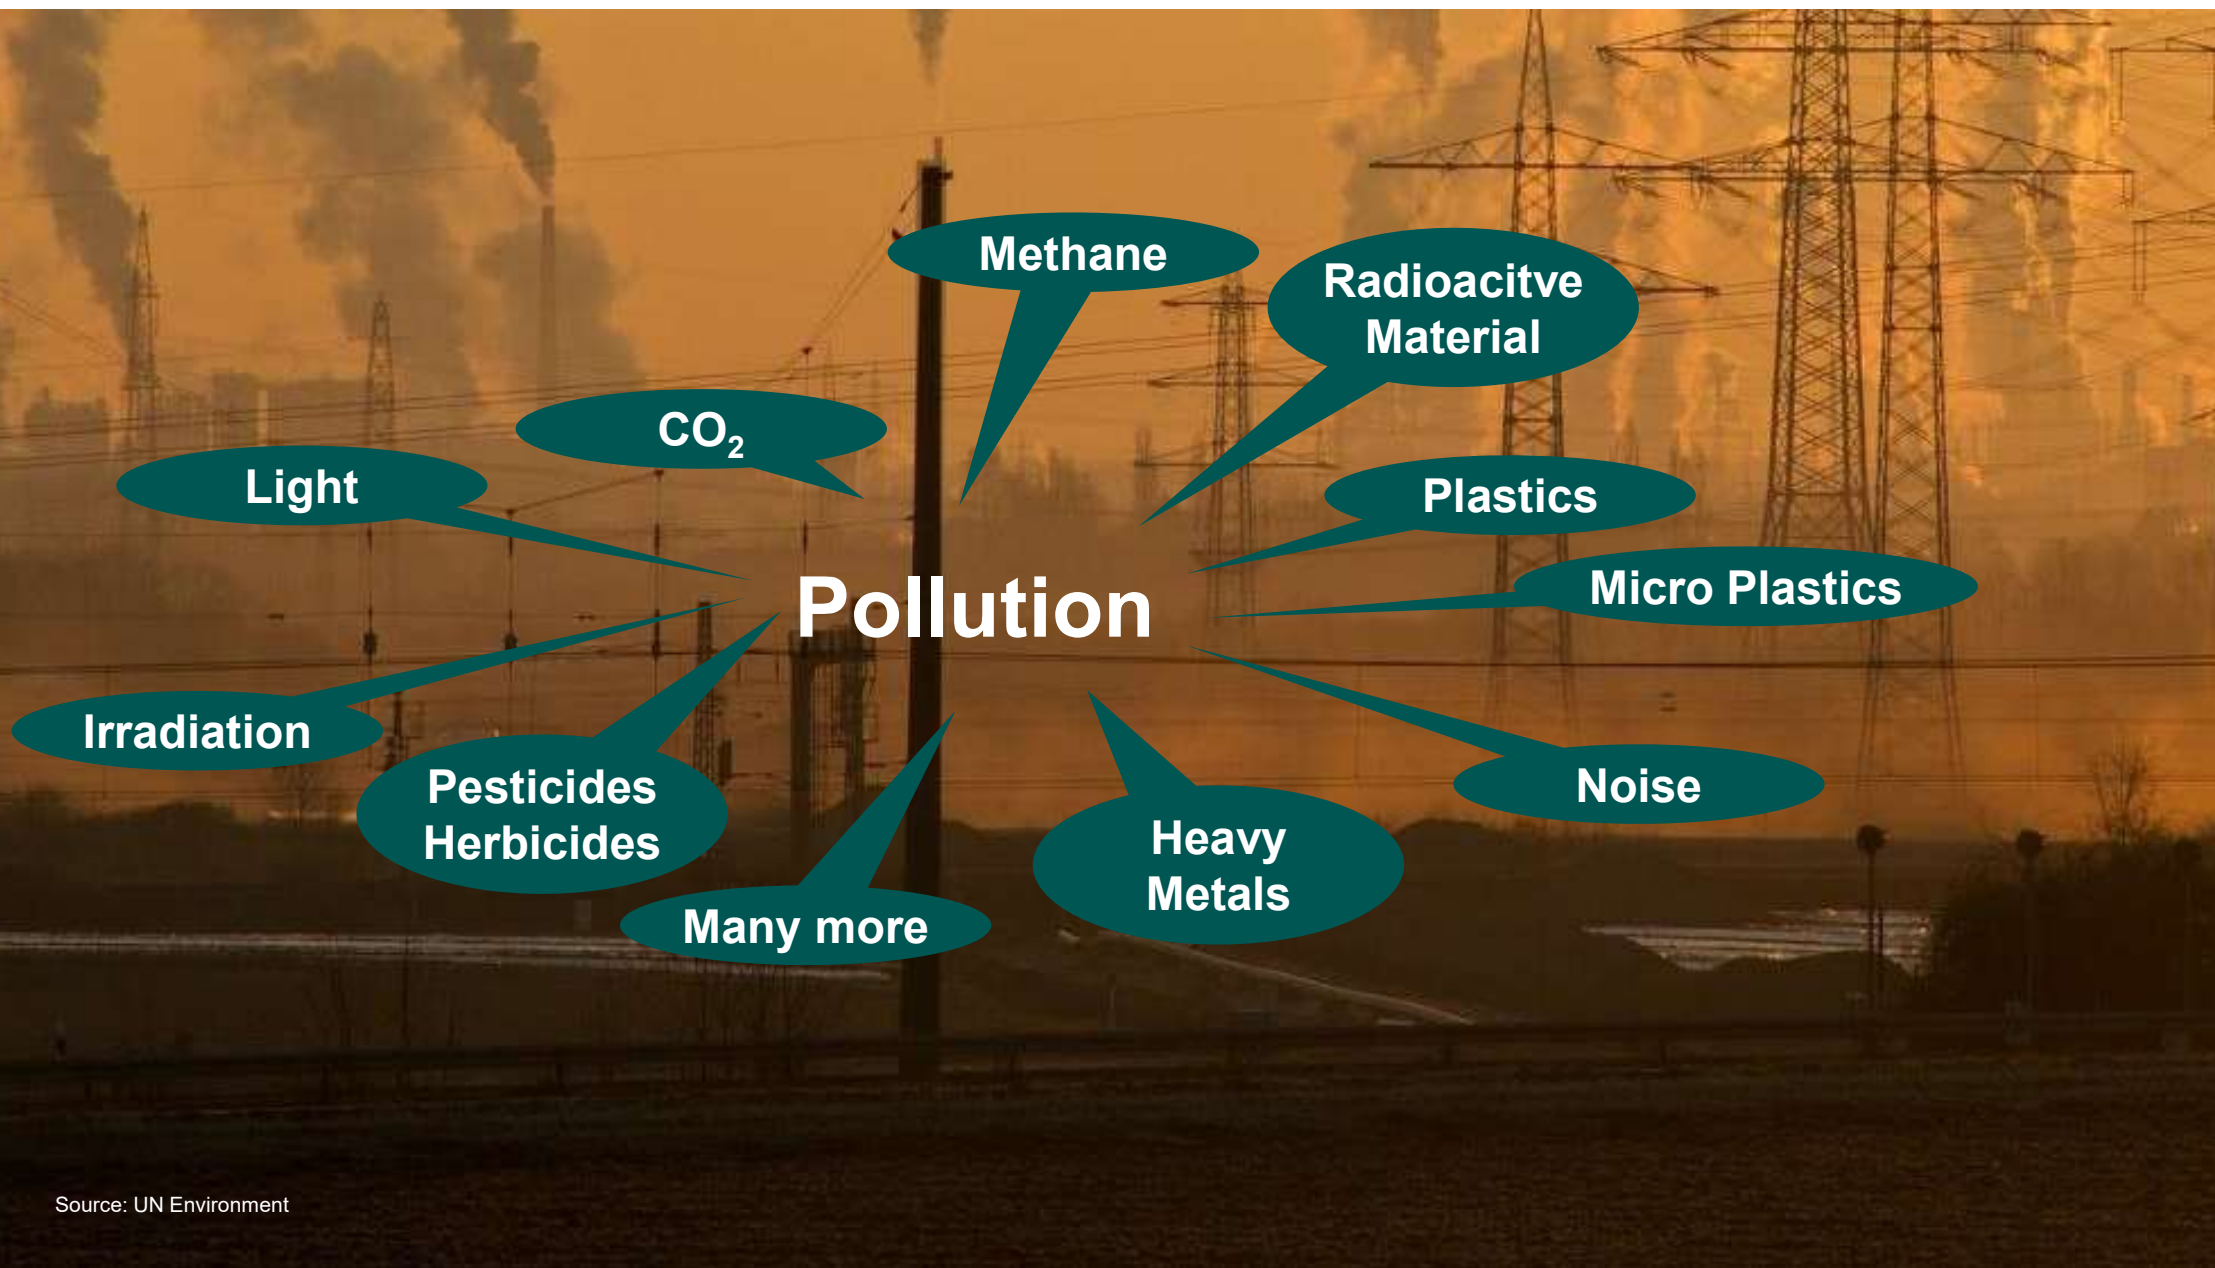 Methane
Radioacitve
Material
CO₂
Light
Plastics
Micro Plastics
Pollution
Irradiation
Pesticides
Herbicides
Noise
Heavy
Metals
Many more
Source: UN Environment